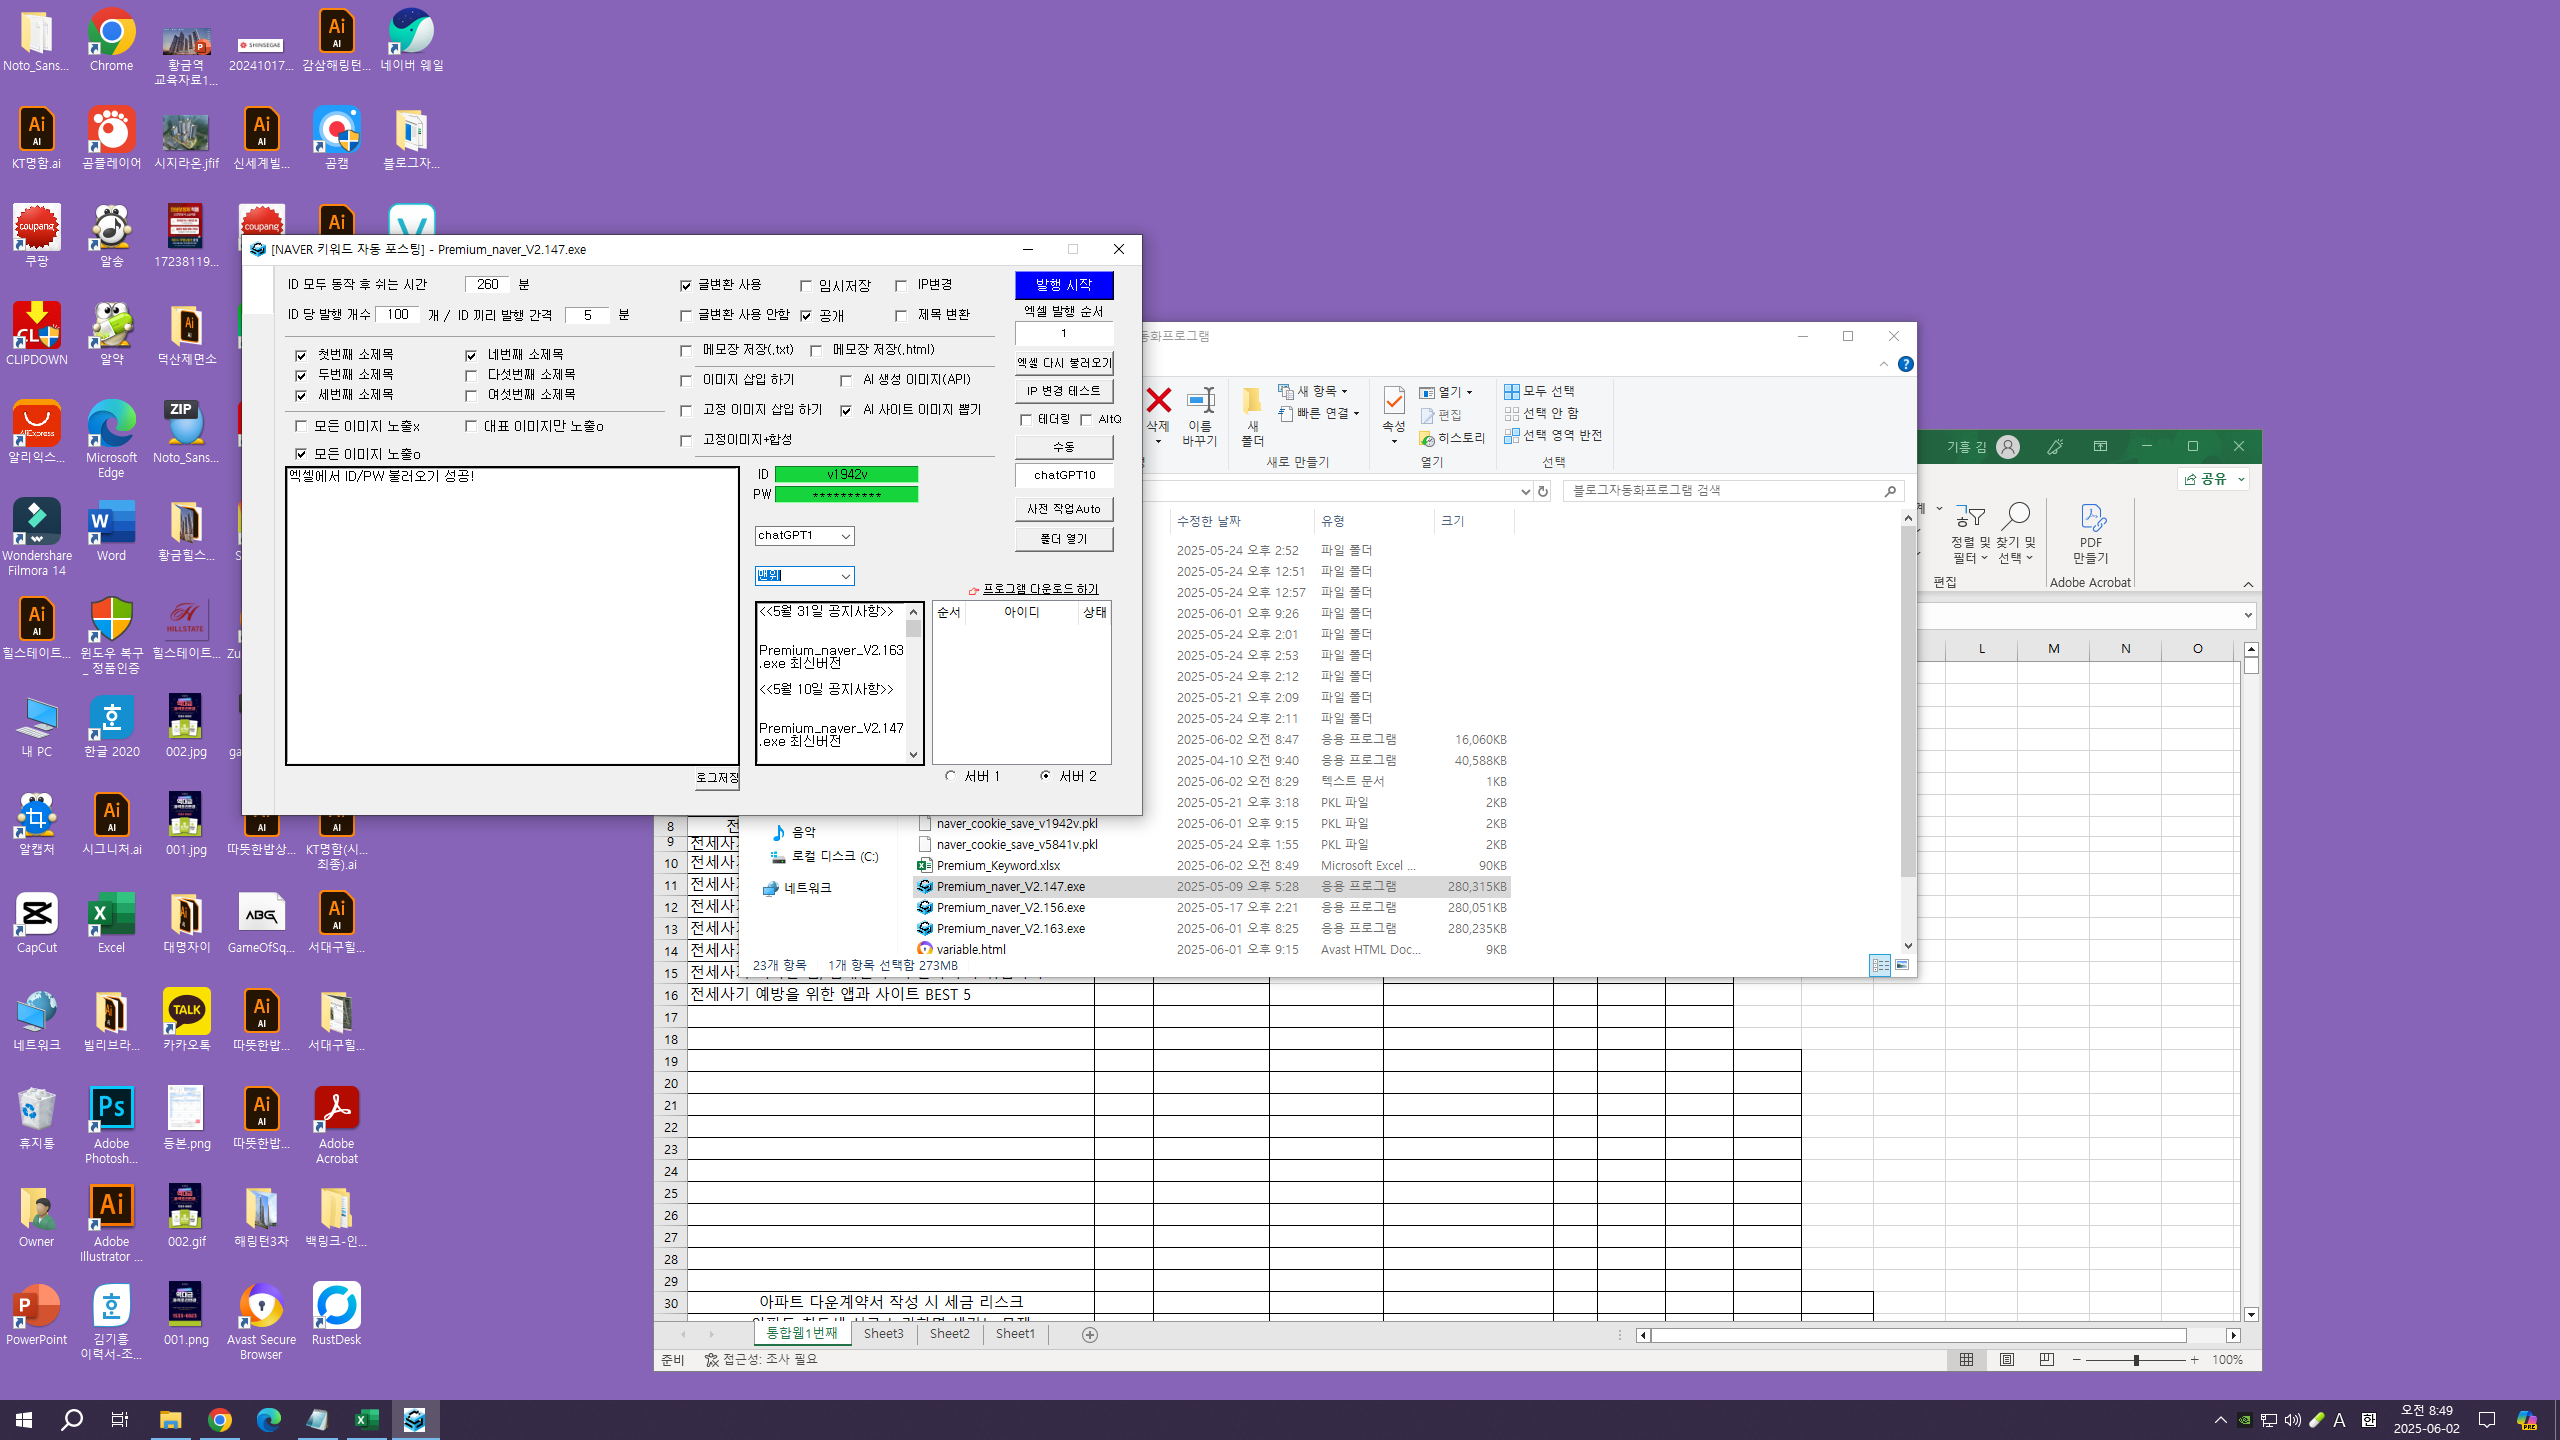 Noto_Sans...
Chrome
황금역
교육자료1...
20241017...
감삼해링턴...
네이버 웨일
KT명함.ai
곰플레이어
시지라온.jfif
신세계빌...
곰캠
블로그자...
쿠팡
알송
17238119...
CLIPDOWN
알약
덕산제면소
알리익스...
Microsoft
Edge
Noto_Sans...
Wondershare
Filmora 14
Word
황금힐스...
힐스테이트...
윈도우 복구
_ 정품인증
힐스테이트...
내 PC
한글 2020
002.jpg
알캡처
시그니처.ai
001.jpg
따뜻한밥상...
KT명함(시...
최종).ai
CapCut
Excel
대명자이
GameOfSq...
서대구힐...
네트워크
빌리브라...
카카오톡
따뜻한밥...
서대구힐...
휴지통
Adobe
Photosh...
등본.png
따뜻한밥...
Adobe
Acrobat
Owner
Adobe
Illustrator ...
002.gif
해링턴3차
백링크-인...
PowerPoint
김기흥
이력서-조...
001.png
Avast Secure
Browser
RustDesk
[NAVER 키워드 자동 포스팅] - Premium_naver_V2.147.exe
ID 모두 동작 후 쉬는 시간 260 분
글변환 사용 임시저장 IP변경
발행 시작
ID 당 발행 개수 100 개 / ID 끼리 발행 간격 5 분
글변환 사용 안함 공개 제목 변환
엑셀 발행 순서
1
첫번째 소제목 네번째 소제목
두번째 소제목 다섯번째 소제목
세번째 소제목 여섯번째 소제목
메모장 저장(.txt) 메모장 저장(.html)
이미지 삽입 하기 AI 생성 이미지(API)
고정 이미지 삽입 하기 AI 사이트 이미지 뽑기
고정이미지+합성
모든 이미지 노출x 대표 이미지만 노출o
모든 이미지 노출o
엑셀 다시 불러오기
IP 변경 테스트
테더링 AltQ
수동
chatGPT10
사전 작업Auto
폴더 열기
엑셀에서 ID/PW 불러오기 성공!
ID v1942v
PW **********
chatGPT1
맨위
프로그램 다운로드 하기
<<5월 31일 공지사항>>
Premium_naver_V2.163
.exe 최신버전
<<5월 10일 공지사항>>
Premium_naver_V2.147
.exe 최신버전
순서 아이디 상태
로그저장
서버 1 서버 2
동화프로그램
삭제
이름
바꾸기
새
폴더
새 항목
빠른 연결
새로 만들기
속성
열기
편집
히스토리
열기
모두 선택
선택 안 함
선택 영역 반전
선택
블로그자동화프로그램 검색
수정한 날짜 유형 크기
2025-05-24 오후 2:52 파일 폴더
2025-05-24 오후 12:51 파일 폴더
2025-05-24 오후 12:57 파일 폴더
2025-06-01 오후 9:26 파일 폴더
2025-05-24 오후 2:01 파일 폴더
2025-05-24 오후 2:53 파일 폴더
2025-05-24 오후 2:12 파일 폴더
2025-05-21 오후 2:09 파일 폴더
2025-05-24 오후 2:11 파일 폴더
2025-06-02 오전 8:47 응용 프로그램 16,060KB
2025-04-10 오전 9:40 응용 프로그램 40,588KB
2025-06-02 오전 8:29 텍스트 문서 1KB
2025-05-21 오후 3:18 PKL 파일 2KB
naver_cookie_save_v1942v.pkl 2025-06-01 오후 9:15 PKL 파일 2KB
naver_cookie_save_v5841v.pkl 2025-05-24 오후 1:55 PKL 파일 2KB
Premium_Keyword.xlsx 2025-06-02 오전 8:49 Microsoft Excel ... 90KB
Premium_naver_V2.147.exe 2025-05-09 오후 5:28 응용 프로그램 280,315KB
Premium_naver_V2.156.exe 2025-05-17 오후 2:21 응용 프로그램 280,051KB
Premium_naver_V2.163.exe 2025-06-01 오후 8:25 응용 프로그램 280,235KB
variable.html 2025-06-01 오후 9:15 Avast HTML Doc... 9KB
음악
로컬 디스크 (C:)
네트워크
23개 항목 1개 항목 선택함 273MB
기흥 김
공유
정렬 및
필터
찾기 및
선택
편집
PDF
만들기
Adobe Acrobat
L M N O
8
9
10
11
12
13
14
15
16 전세사기 예방을 위한 앱과 사이트 BEST 5
17
18
19
20
21
22
23
24
25
26
27
28
29
30 아파트 다운계약서 작성 시 세금 리스크
통합웰1번째 Sheet3 Sheet2 Sheet1
준비 접근성: 조사 필요
100%
A 한
오전 8:49
2025-06-02